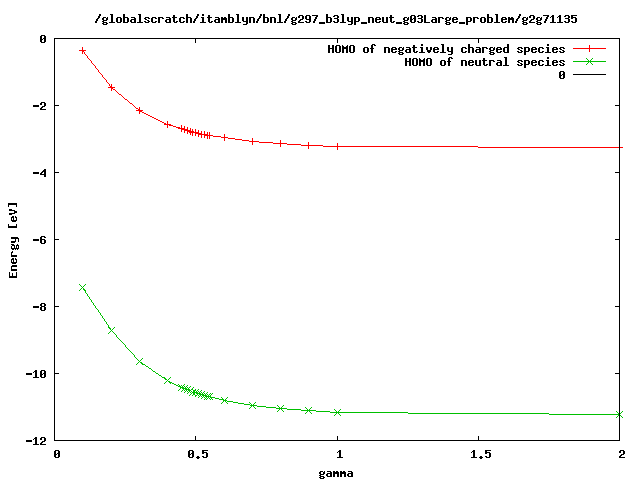 /globalscratch/itamblyn/bnl/g297_b3lyp_neut_g03Large_problem/g2g71135
HOMO of negatively charged species
HOMO of neutral species
0
Energy [eV]
0
-2
-4
-6
-8
-10
-12
0 0.5 1 1.5 2
gamma